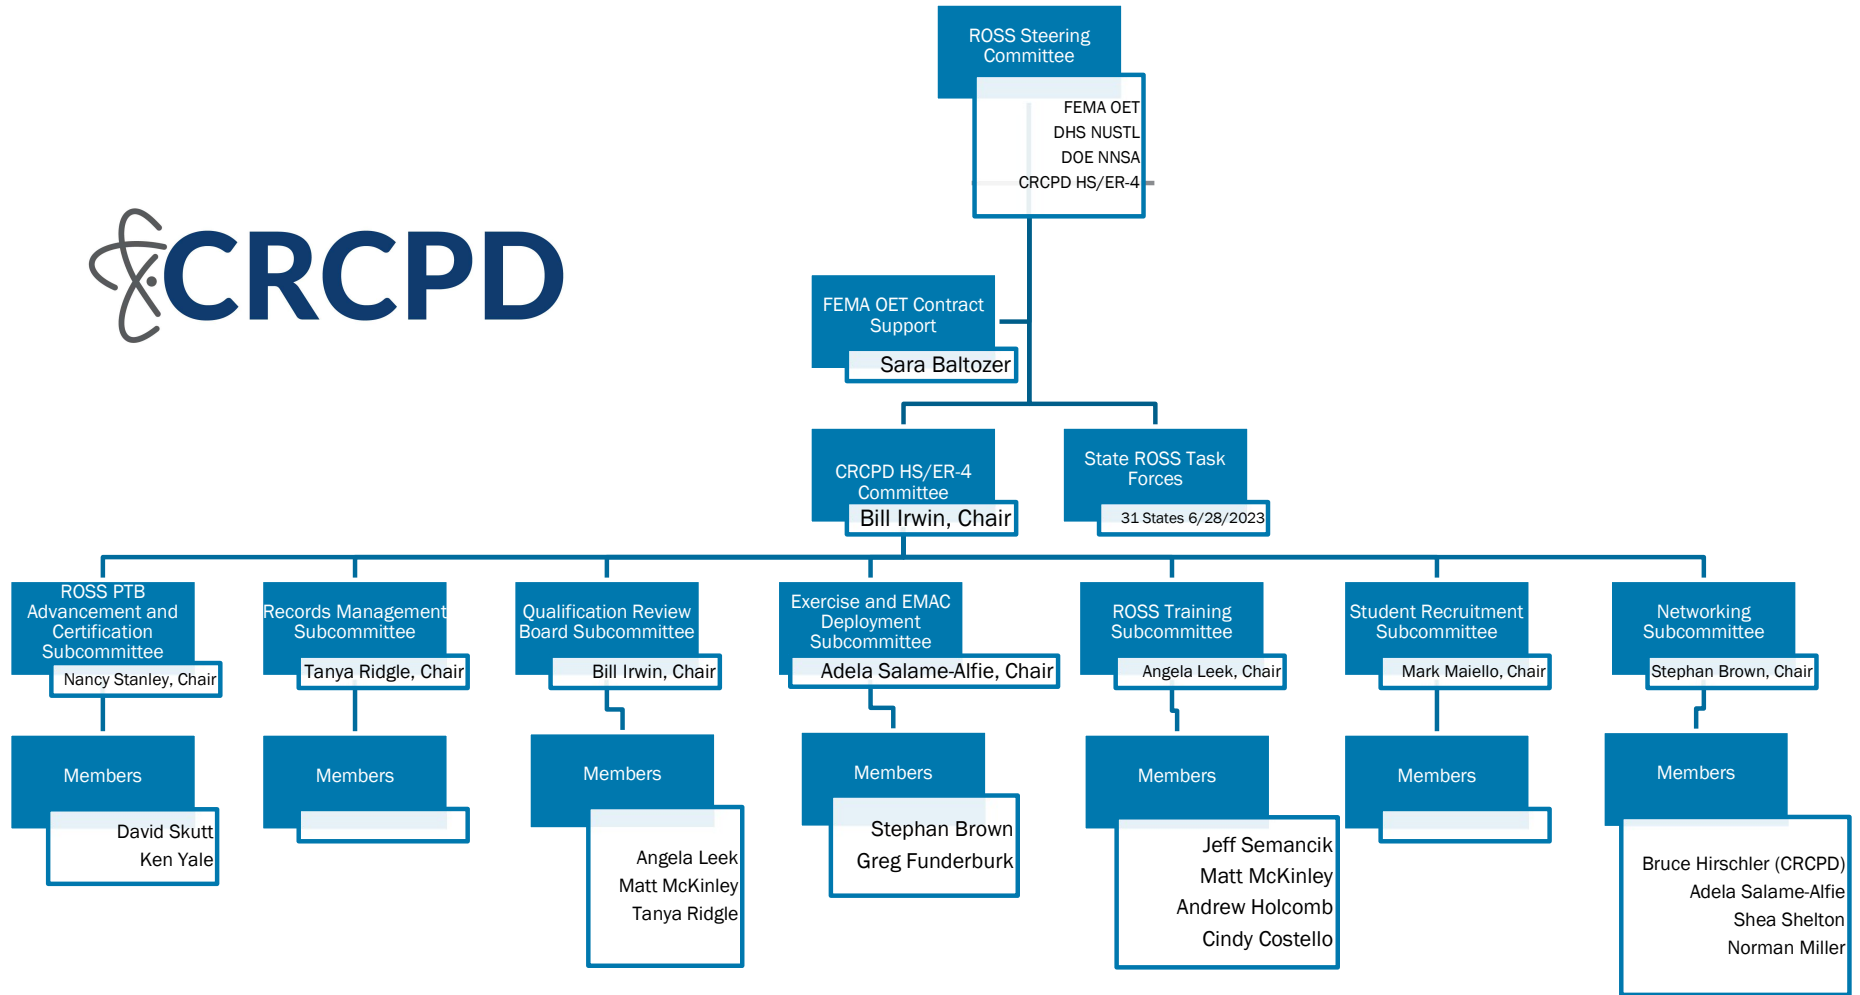 ROSS Steering
Committee
FEMA OET
DHS NUSTL
DOE NNSA
CRCPD HS/ER-4
CRCPD
FEMA OET Contract
Support
Sara Baltozer
CRCPD HS/ER-4
Committee
Bill Irwin, Chair
State ROSS Task
Forces
31 States 6/28/2023
ROSS PTB
Advancement and
Certification
Subcommittee
Nancy Stanley, Chair
Records Management
Subcommittee
Tanya Ridgle, Chair
Qualification Review
Board Subcommittee
Bill Irwin, Chair
Exercise and EMAC
Deployment
Subcommittee
Adela Salame-Alfie, Chair
ROSS Training
Subcommittee
Angela Leek, Chair
Student Recruitment
Subcommittee
Mark Maiello, Chair
Networking
Subcommittee
Stephan Brown, Chair
Members
David Skutt
Ken Yale
Members
Members
Angela Leek
Matt McKinley
Tanya Ridgle
Members
Stephan Brown
Greg Funderburk
Members
Jeff Semancik
Matt McKinley
Andrew Holcomb
Cindy Costello
Members
Members
Bruce Hirschler (CRCPD)
Adela Salame-Alfie
Shea Shelton
Norman Miller